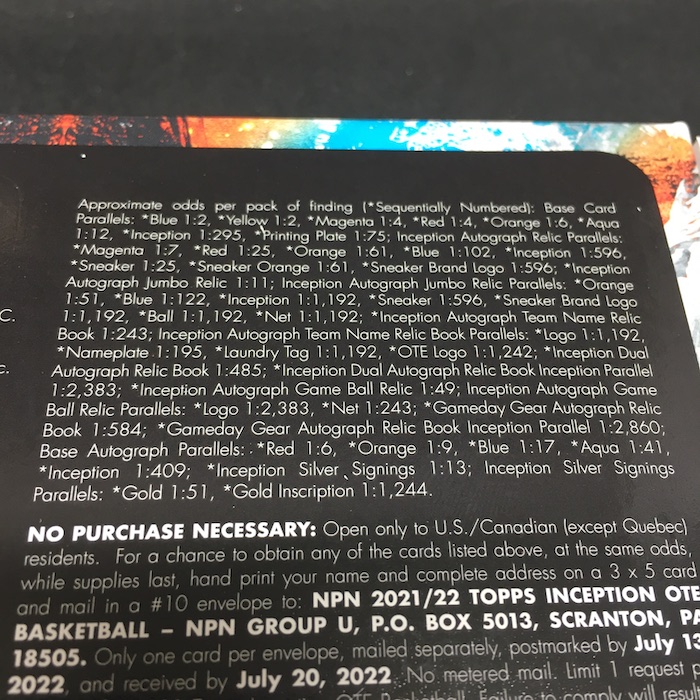 Approximate odds per pack of finding (*Sequentially Numbered): Base Card
Parallels: *Blue 1:2, *Yellow 1:2, *Magenta 1:4, *Red 1:4, *Orange 1:6, *Aqua
1:12, *Inception 1:295, *Printing Plate 1:75; Inception Autograph Relic Parallels:
*Magenta 1:7, *Red 1:25, *Orange 1:61, *Blue 1:102, *Inception 1:596,
*Sneaker 1:25, *Sneaker Orange 1:61, *Sneaker Brand Logo 1:596; *Inception
Autograph Jumbo Relic 1:11; Inception Autograph Jumbo Relic Parallels: *Orange
1:51, *Blue 1:122, *Inception 1:1,192, *Sneaker 1:596, *Sneaker Brand Logo
C. 1:1,192, *Ball 1:1,192, *Net 1:1,192; *Inception Autograph Team Name Relic
Book 1:243; Inception Autograph Team Name Relic Book Parallels: *Logo 1:1,192,
*Nameplate 1:195, *Laundry Tag 1:1,192, *OTE Logo 1:1,242; *Inception Dual
c. Autograph Relic Book 1:485; *Inception Dual Autograph Relic Book Inception Parallel
1:2,383; *Inception Autograph Game Ball Relic 1:49; Inception Autograph Game
Ball Relic Parallels: *Logo 1:2,383, *Net 1:243; *Gameday Gear Autograph Relic
Book 1:584; *Gameday Gear Autograph Relic Book Inception Parallel 1:2,860;
Base Autograph Parallels: *Red 1:6, *Orange 1:9, *Blue 1:17, *Aqua 1:41,
*Inception 1:409; *Inception Silver Signings 1:13; Inception Silver Signings
Parallels: *Gold 1:51, *Gold Inscription 1:1,244.
NO PURCHASE NECESSARY: Open only to U.S./Canadian (except Quebec)
residents. For a chance to obtain any of the cards listed above, at the same odds,
while supplies last, hand print your name and complete address on a 3 x 5 card
and mail in a #10 envelope to: NPN 2021/22 TOPPS INCEPTION OTE
BASKETBALL – NPN GROUP U, P.O. BOX 5013, SCRANTON, PA
18505. Only one card per envelope, mailed separately, postmarked by July 13
2022, and received by July 20, 2022. No metered mail. Limit 1 request